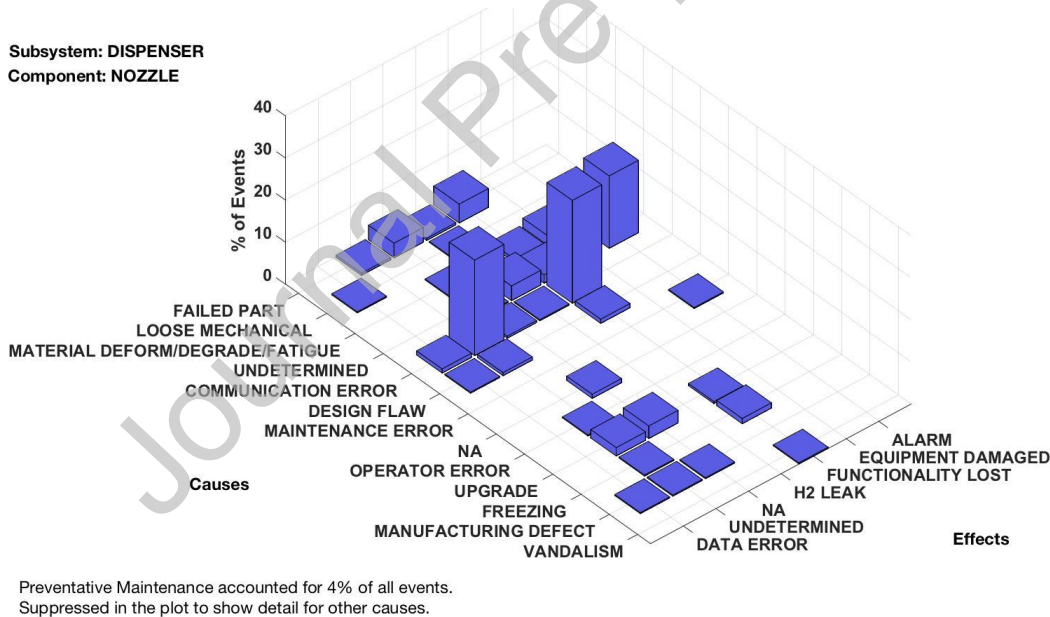 Subsystem: DISPENSER
Component: NOZZLE
Journal Pre
% of Events
40
30
20
10
0
FAILED PART
LOOSE MECHANICAL
MATERIAL DEFORM/DEGRADE/FATIGUE
UNDETERMINED
COMMUNICATION ERROR
DESIGN FLAW
MAINTENANCE ERROR
NA
OPERATOR ERROR
UPGRADE
FREEZING
MANUFACTURING DEFECT
VANDALISM
Causes
ALARM
EQUIPMENT DAMAGED
FUNCTIONALITY LOST
H2 LEAK
NA
UNDETERMINED
DATA ERROR
Effects
Preventative Maintenance accounted for 4% of all events.
Suppressed in the plot to show detail for other causes.